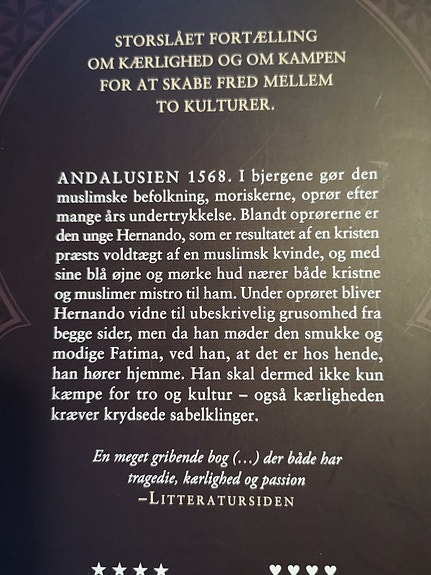 STORSLÅET FORTÆLLING
OM KÆRLIGHED OG OM KAMPEN
FOR AT SKABE FRED MELLEM
TO KULTURER.
ANDALUSIEN 1568. I bjergene gør den
muslimske befolkning, moriskerne, oprør efter
mange års undertrykkelse. Blandt oprørerne er
den unge Hernando, som er resultatet af en kristen
præsts voldtægt af en muslimsk kvinde, og med
sine blå øjne og mørke hud nærer både kristne
og muslimer mistro til ham. Under oprøret bliver
Hernando vidne til ubeskrivelig grusomhed fra
begge sider, men da han møder den smukke og
modige Fatima, ved han, at det er hos hende,
han hører hjemme. Han skal dermed ikke kun
kæmpe for tro og kultur – også kærligheden
kræver krydsede sabelklinger.
En meget gribende bog (...) der både har
tragedie, kærlighed og passion
–LITTERATURSIDEN